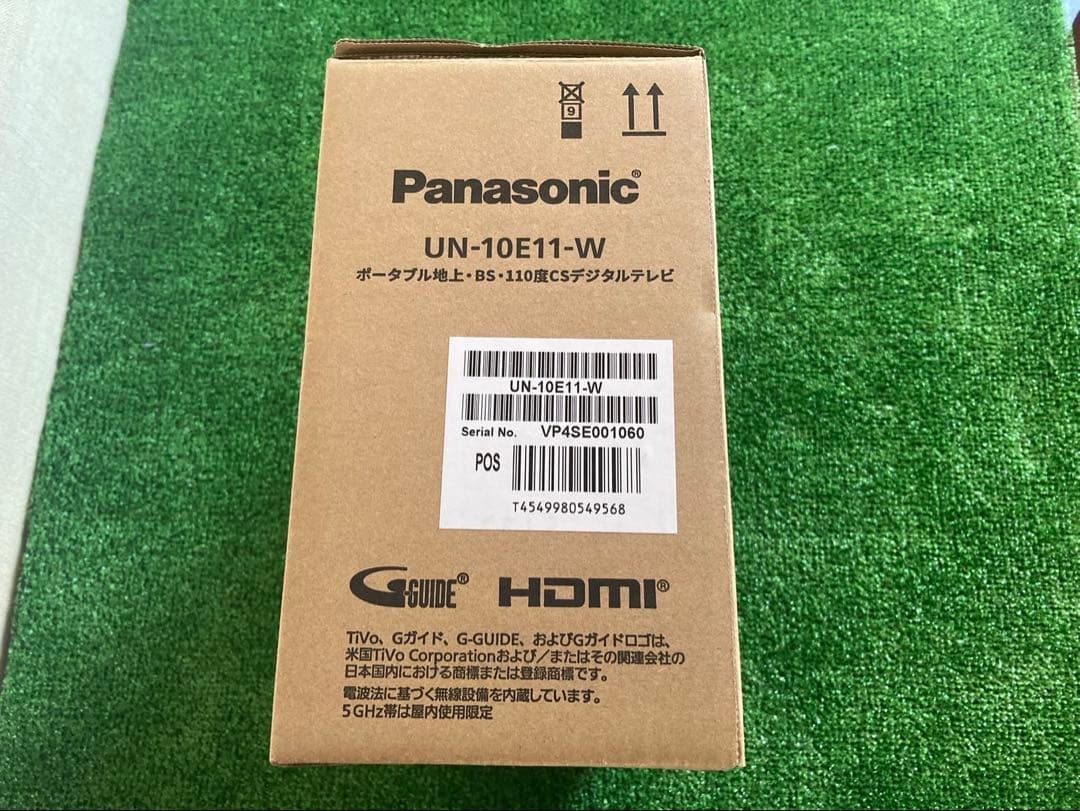 9
Panasonic®
UN-10E11-W
ポータブル地上・BS・110度CSデジタルテレビ
UN-10E11-W
Serial No. VP4SE001060
POS
T4549980549568
G-GUIDE® HDMI®
TiVo、Gガイド、G-GUIDE、およびGガイドロゴは、
米国TiVo Corporationおよび／またはその関連会社の
日本国内における商標または登録商標です。
電波法に基づく無線設備を内蔵しています。
5GHz帯は屋内使用限定